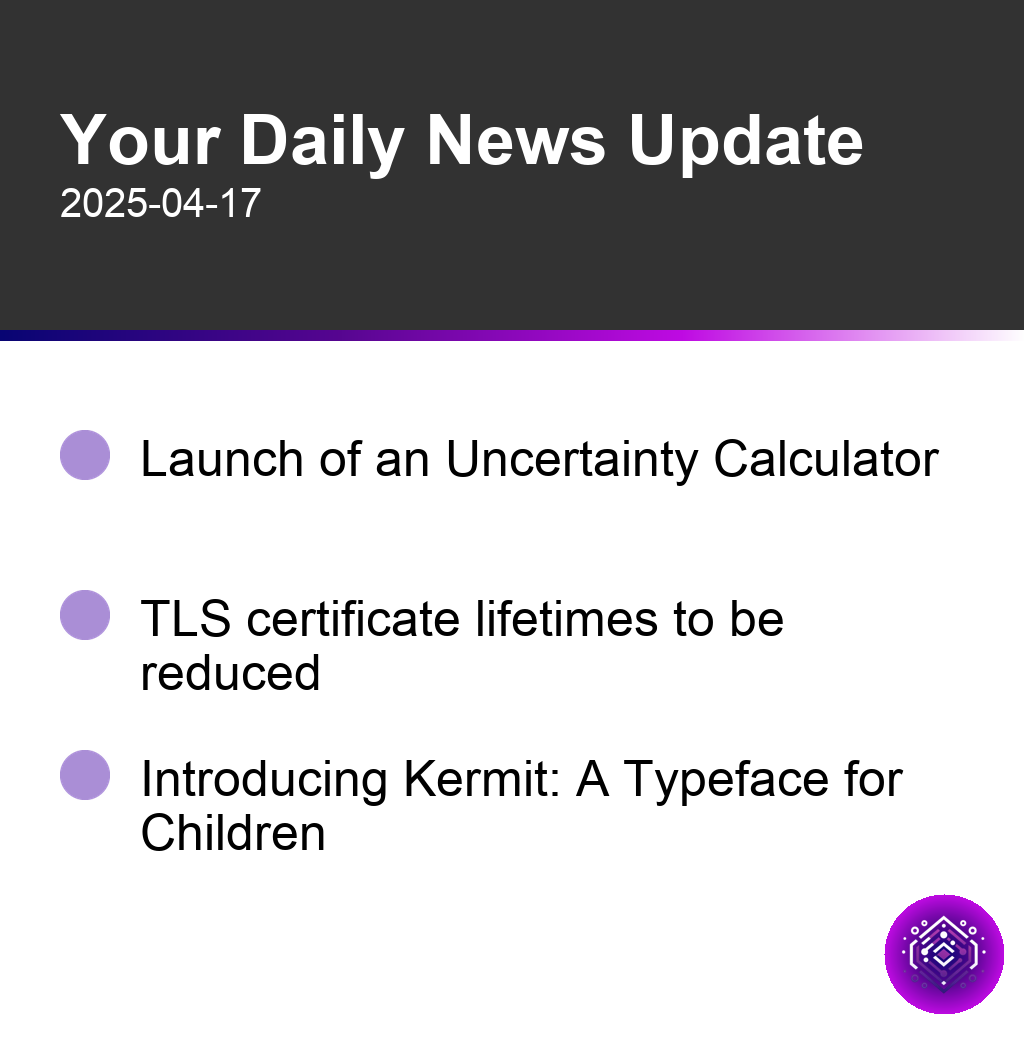 Your Daily News Update
2025-04-17
Launch of an Uncertainty Calculator
TLS certificate lifetimes to be
reduced
Introducing Kermit: A Typeface for
Children